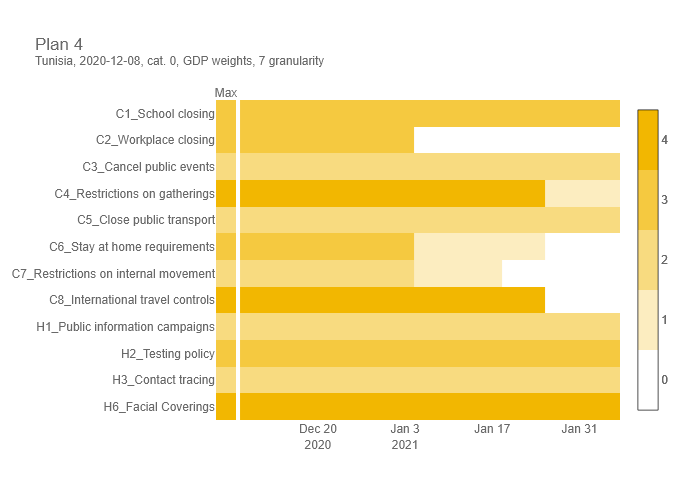 Plan 4
Tunisia, 2020-12-08, cat. 0, GDP weights, 7 granularity
Max
C1_School closing
C2_Workplace closing
C3_Cancel public events
C4_Restrictions on gatherings
C5_Close public transport
C6_Stay at home requirements
C7_Restrictions on internal movement
C8_International travel controls
H1_Public information campaigns
H2_Testing policy
H3_Contact tracing
H6_Facial Coverings
4
3
2
1
0
Dec 20 Jan 3 Jan 17 Jan 31
2020 2021